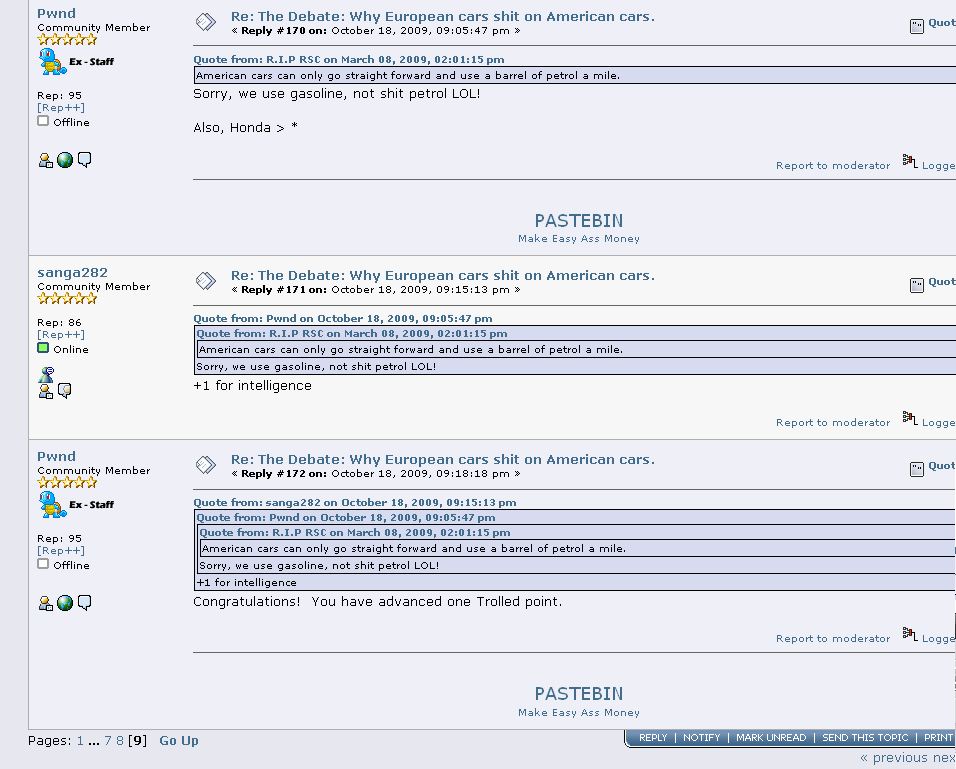 Pwnd
Community Member
Ex - Staff
Rep: 95
[Rep++]
Offline
Re: The Debate: Why European cars shit on American cars.
« Reply #170 on: October 18, 2009, 09:05:47 pm »
Quot
Quote from: R.I.P RSC on March 08, 2009, 02:01:15 pm
American cars can only go straight forward and use a barrel of petrol a mile.
Sorry, we use gasoline, not shit petrol LOL!
Also, Honda > *
Report to moderator
Logge
PASTEBIN
Make Easy Ass Money
sanga282
Community Member
Rep: 86
[Rep++]
Online
Re: The Debate: Why European cars shit on American cars.
« Reply #171 on: October 18, 2009, 09:15:13 pm »
Quot
Quote from: Pwnd on October 18, 2009, 09:05:47 pm
Quote from: R.I.P RSC on March 08, 2009, 02:01:15 pm
American cars can only go straight forward and use a barrel of petrol a mile.
Sorry, we use gasoline, not shit petrol LOL!
+1 for intelligence
Report to moderator
Logge
Pwnd
Community Member
Ex - Staff
Rep: 95
[Rep++]
Offline
Re: The Debate: Why European cars shit on American cars.
« Reply #172 on: October 18, 2009, 09:18:18 pm »
Quot
Quote from: sanga282 on October 18, 2009, 09:15:13 pm
Quote from: Pwnd on October 18, 2009, 09:05:47 pm
Quote from: R.I.P RSC on March 08, 2009, 02:01:15 pm
American cars can only go straight forward and use a barrel of petrol a mile.
Sorry, we use gasoline, not shit petrol LOL!
+1 for intelligence
Congratulations! You have advanced one Trolled point.
Report to moderator
Logge
PASTEBIN
Make Easy Ass Money
Pages: 1 ... 7 8 [9] Go Up
REPLY | NOTIFY | MARK UNREAD | SEND THIS TOPIC | PRINT
« previous nex